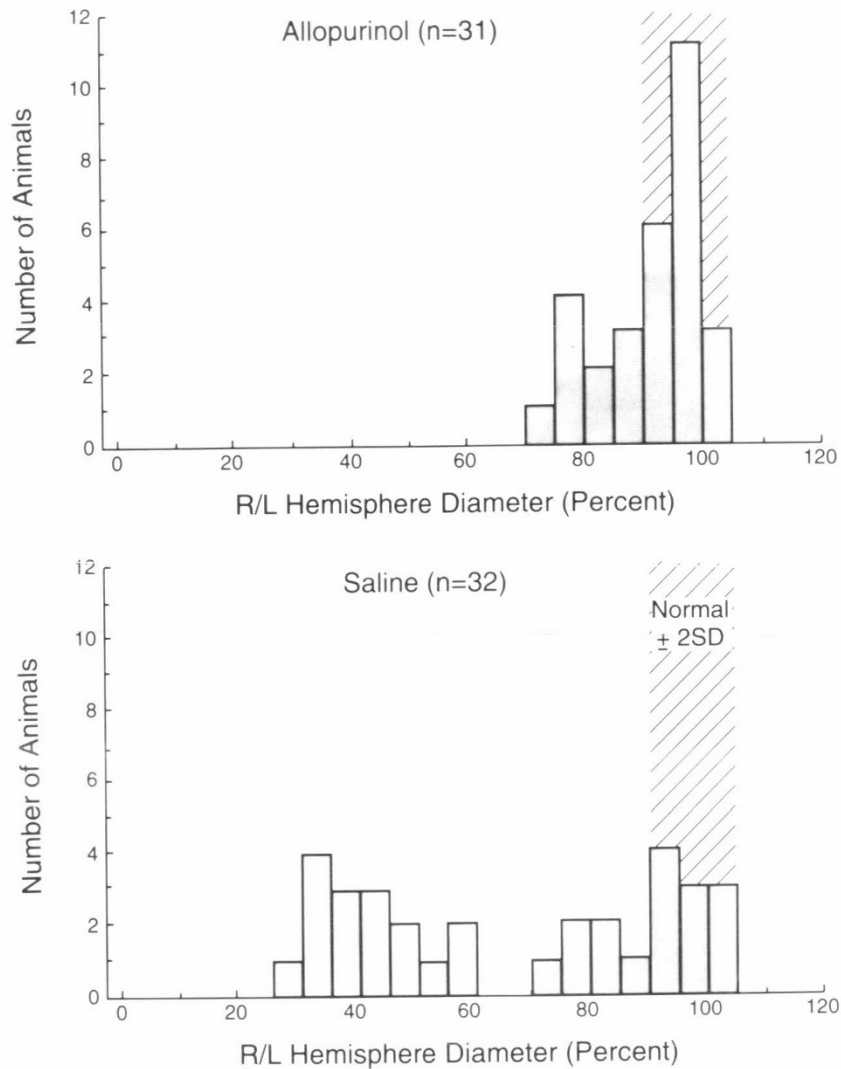 Allopurinol (n=31)
Number of Animals
12
10
8
6
4
2
0
0 20 40 60 80 100 120
R/L Hemisphere Diameter (Percent)
Saline (n=32)
Normal
± 2SD
Number of Animals
12
10
8
6
4
2
0
0 20 40 60 80 100 120
R/L Hemisphere Diameter (Percent)